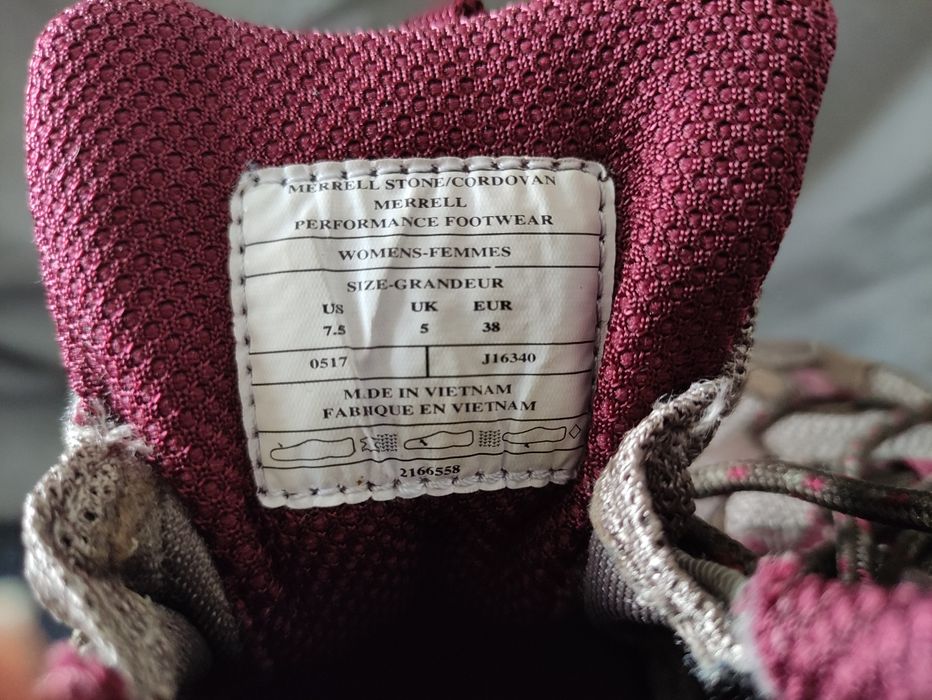 MERRELL STONE/CORDOVAN
MERRELL
PERFORMANCE FOOTWEAR
WOMENS-FEMMES
SIZE-GRANDEUR
US UK EUR
7.5 5 38
0517 J16340
M.DE IN VIETNAM
FABIIQUE EN VIETNAM
2166558